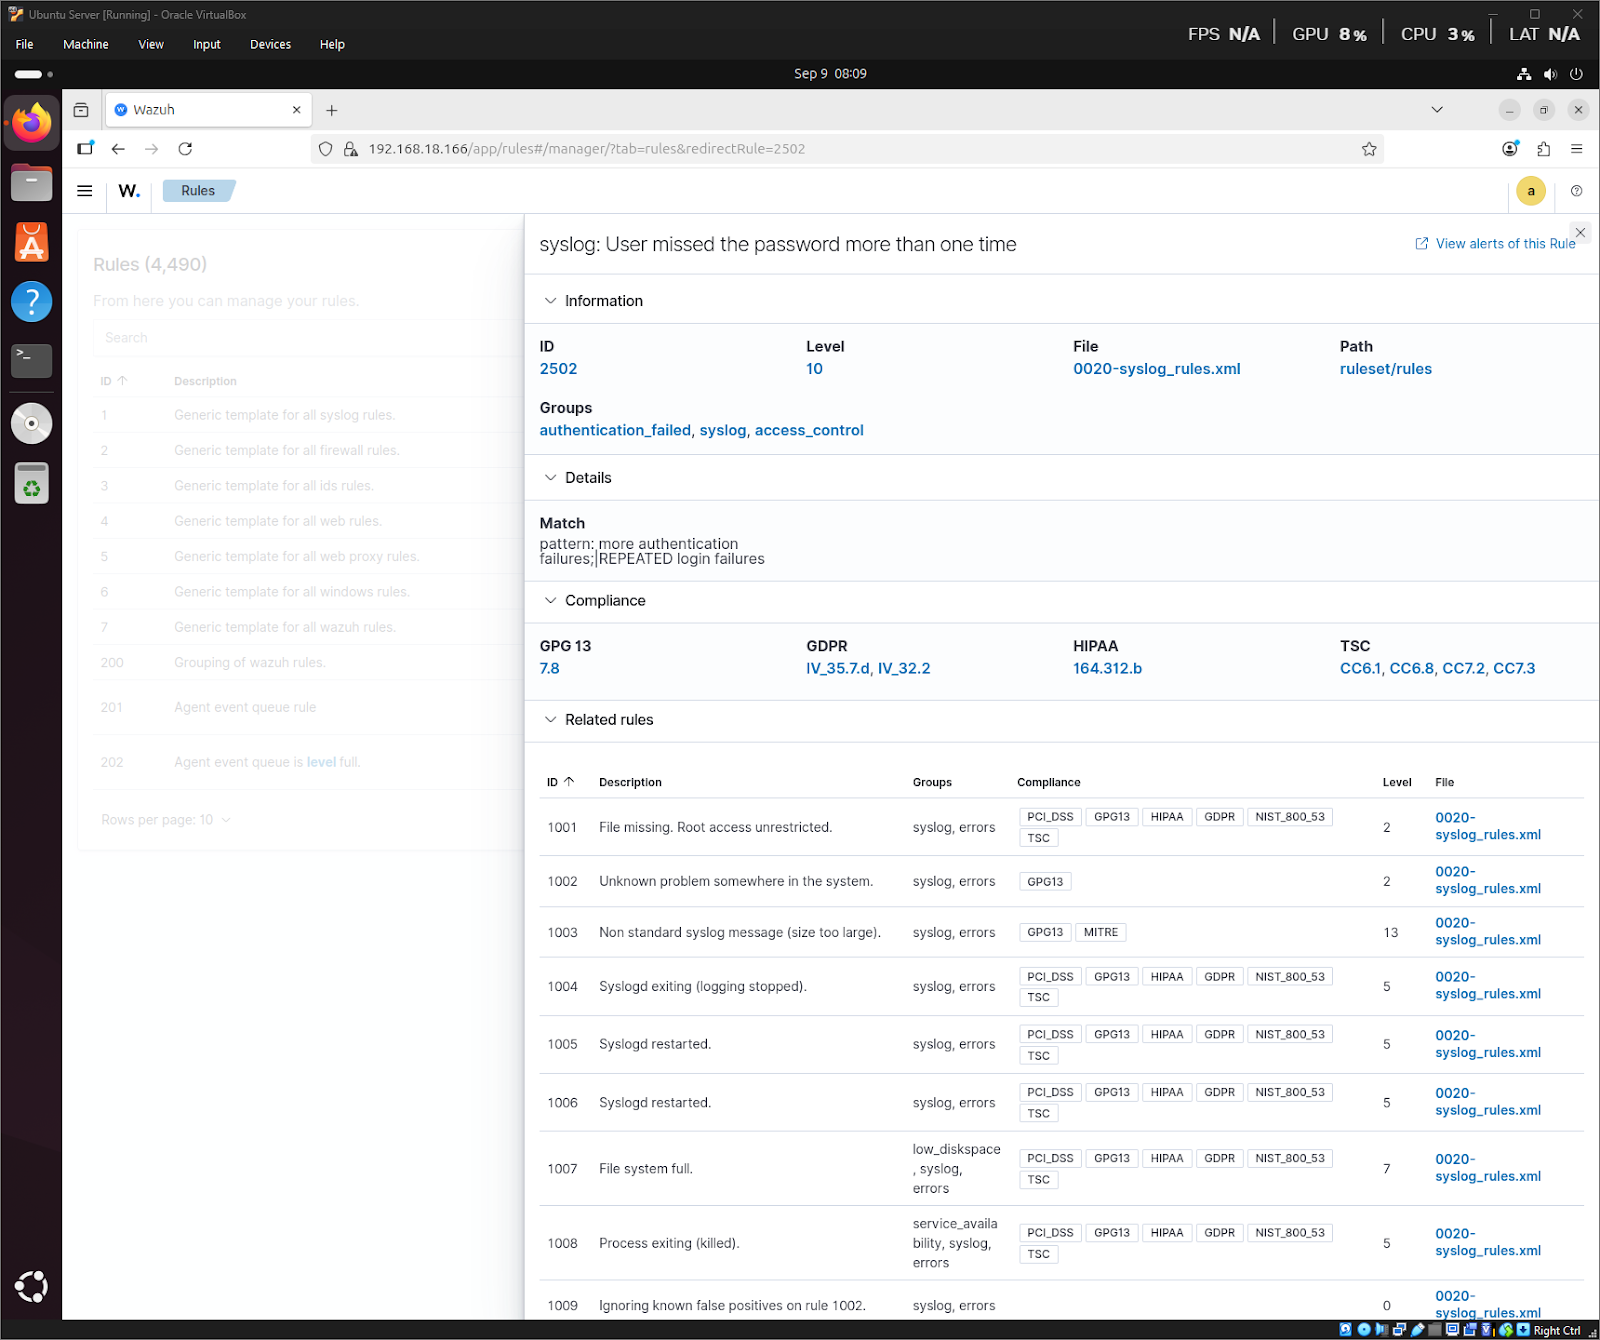 Ubuntu Server [Running] - Oracle VirtualBox
File Machine View Input Devices Help
FPS N/A GPU 8 % CPU 3 % LAT N/A
Sep 9 08:09
Wazuh
192.168.18.166/app/rules#/manager/?tab=rules&redirectRule=2502
W. Rules
a
Rules (4,490)
From here you can manage your rules.
Search
ID Description
1 Generic template for all syslog rules.
2 Generic template for all firewall rules.
3 Generic template for all ids rules.
4 Generic template for all web rules.
5 Generic template for all web proxy rules.
6 Generic template for all windows rules.
7 Generic template for all wazuh rules.
200 Grouping of wazuh rules.
201 Agent event queue rule
202 Agent event queue is level full.
Rows per page: 10
syslog: User missed the password more than one time
View alerts of this Rule
Information
ID Level File Path
2502 10 0020-syslog_rules.xml ruleset/rules
Groups
authentication_failed, syslog, access_control
Details
Match
pattern: more authentication
failures;|REPEATED login failures
Compliance
GPG 13 GDPR HIPAA TSC
7.8 IV_35.7.d, IV_32.2 164.312.b CC6.1, CC6.8, CC7.2, CC7.3
Related rules
ID Description Groups Compliance Level File
1001 File missing. Root access unrestricted. syslog, errors PCI_DSS GPG13 HIPAA GDPR NIST_800_53 TSC 2 0020-syslog_rules.xml
1002 Unknown problem somewhere in the system. syslog, errors GPG13 2 0020-syslog_rules.xml
1003 Non standard syslog message (size too large). syslog, errors GPG13 MITRE 13 0020-syslog_rules.xml
1004 Syslogd exiting (logging stopped). syslog, errors PCI_DSS GPG13 HIPAA GDPR NIST_800_53 TSC 5 0020-syslog_rules.xml
1005 Syslogd restarted. syslog, errors PCI_DSS GPG13 HIPAA GDPR NIST_800_53 TSC 5 0020-syslog_rules.xml
1006 Syslogd restarted. syslog, errors PCI_DSS GPG13 HIPAA GDPR NIST_800_53 TSC 5 0020-syslog_rules.xml
1007 File system full. low_diskspace, syslog, errors PCI_DSS GPG13 HIPAA GDPR NIST_800_53 TSC 7 0020-syslog_rules.xml
1008 Process exiting (killed). service_availability, syslog, errors PCI_DSS GPG13 HIPAA GDPR NIST_800_53 TSC 5 0020-syslog_rules.xml
1009 Ignoring known false positives on rule 1002. syslog, errors 0 0020-syslog_rules.xml
Right Ctrl